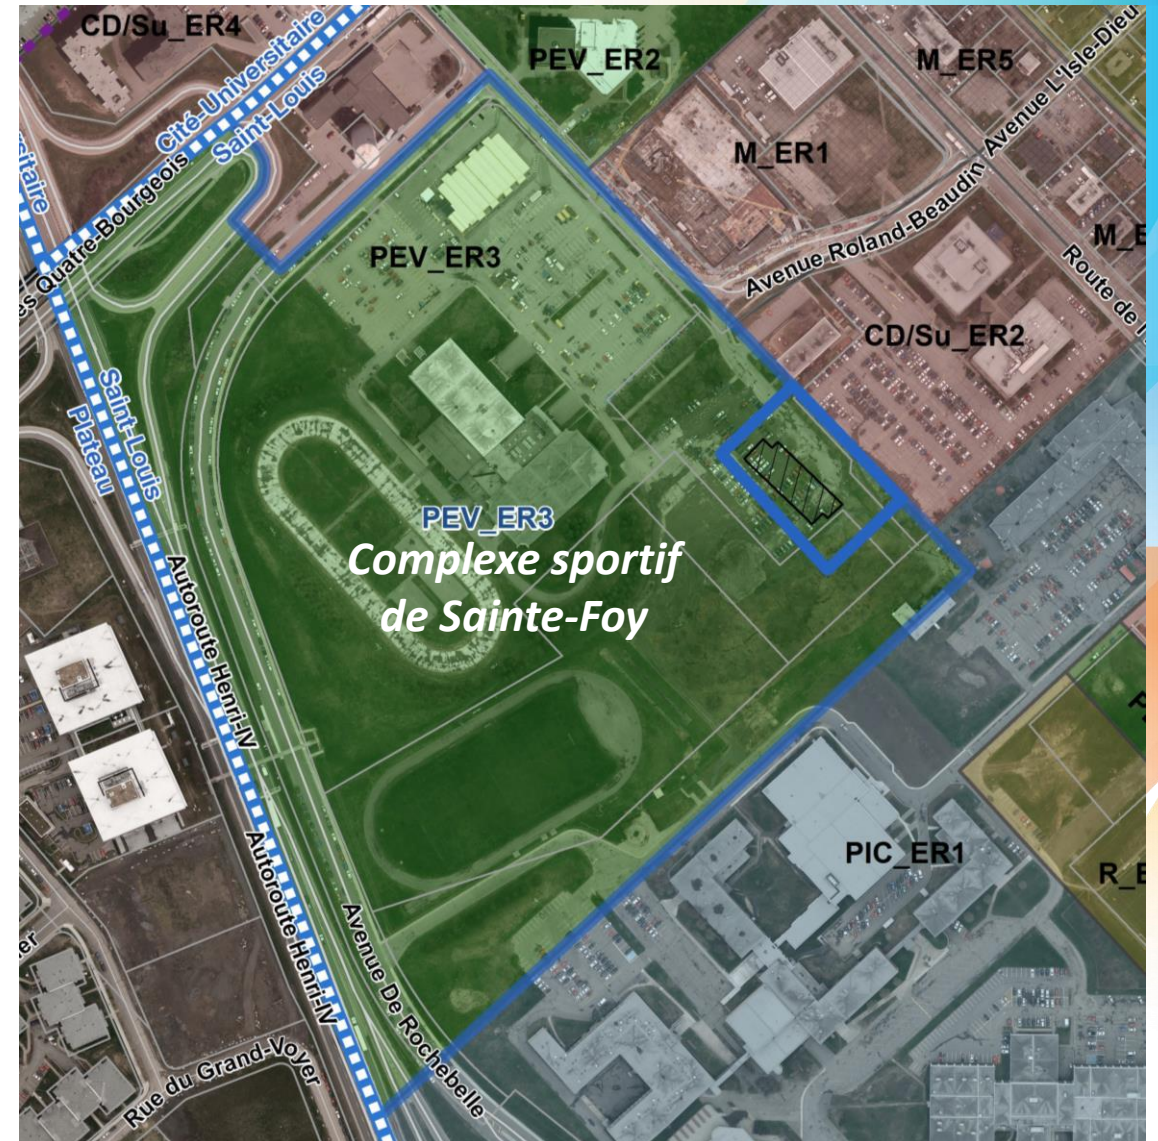 CD/Su_ER4
PEV_ER2
M_ER5
Avenue L'Isle-Dieu
Cité-Universitaire
Saint-Louis
M_ER1
Quatre-Bourgeois
Avenue Roland-Beaudin
PEV_ER3
Route de
CD/Su_ER2
Saint-Louis
Plateau
PEV_ER3
Complexe sportif
de Sainte-Foy
Autoroute Henri-IV
PIC_ER1
Autoroute Henri-IV
Avenue De Rochebelle
Rue du Grand-Voyer